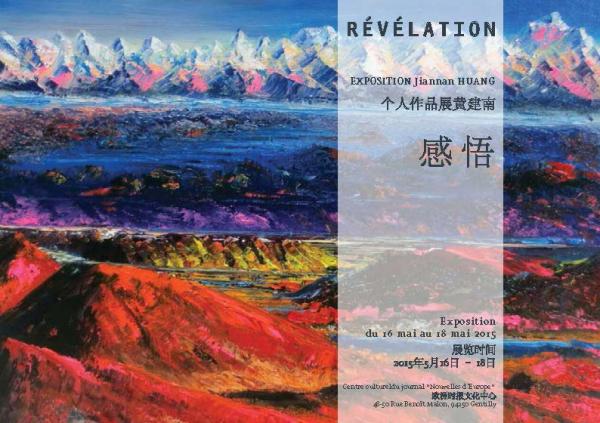 RÉVÉLATION
EXPOSITION Jiannan HUANG
个人作品展黄建南
感悟
Exposition
du 16 mai au 18 mai 2015
展览时间
2015年5月16日 - 18日
Centre culturel du journal "Nouvelles d'Europe"
欧洲时报文化中心
48-50 Rue Benoît Malon, 94250 Gentilly